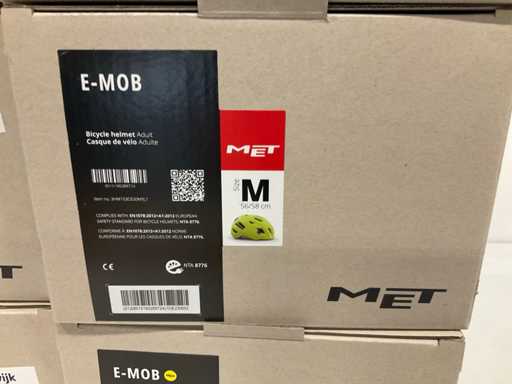 E-MOB
Bicycle helmet Adult
Casque de vélo Adulte
MET
Size
M
56/58 cm
COMPLIES WITH: EN1078:2012+A1:2012 EUROPEAN
SAFETY STANDARD FOR BICYCLE HELMETS. NTA 8776.
CONFORME À : EN1078:2012+A1:2012 NORME
EUROPÉENNE POUR LES CASQUES DE VÉLO. NTA 8776.
CE
NTA 8776
MET
ijk
E-MOB